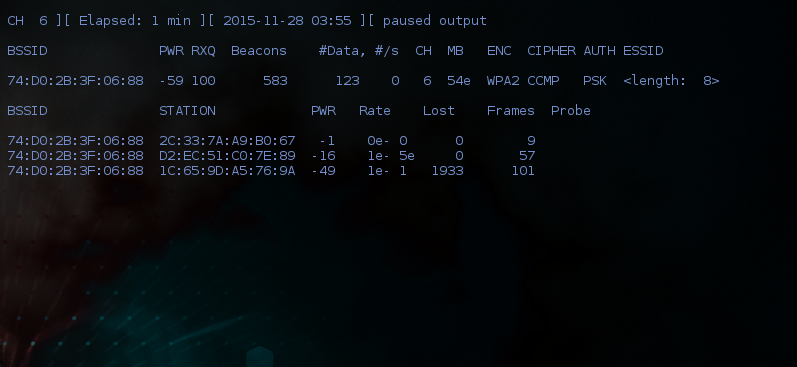 CH  6 ][ Elapsed: 1 min ][ 2015-11-28 03:55 ][ paused output
BSSID              PWR RXQ  Beacons    #Data, #/s  CH  MB   ENC  CIPHER AUTH ESSID
74:D0:2B:3F:06:88  -59 100      583      123    0   6  54e  WPA2 CCMP   PSK  <length:  8>
BSSID              STATION            PWR   Rate    Lost    Frames  Probe
74:D0:2B:3F:06:88  2C:33:7A:A9:B0:67   -1    0e- 0      0        9
74:D0:2B:3F:06:88  D2:EC:51:C0:7E:89  -16    1e- 5e     0       57
74:D0:2B:3F:06:88  1C:65:9D:A5:76:9A  -49    1e- 1   1933      101